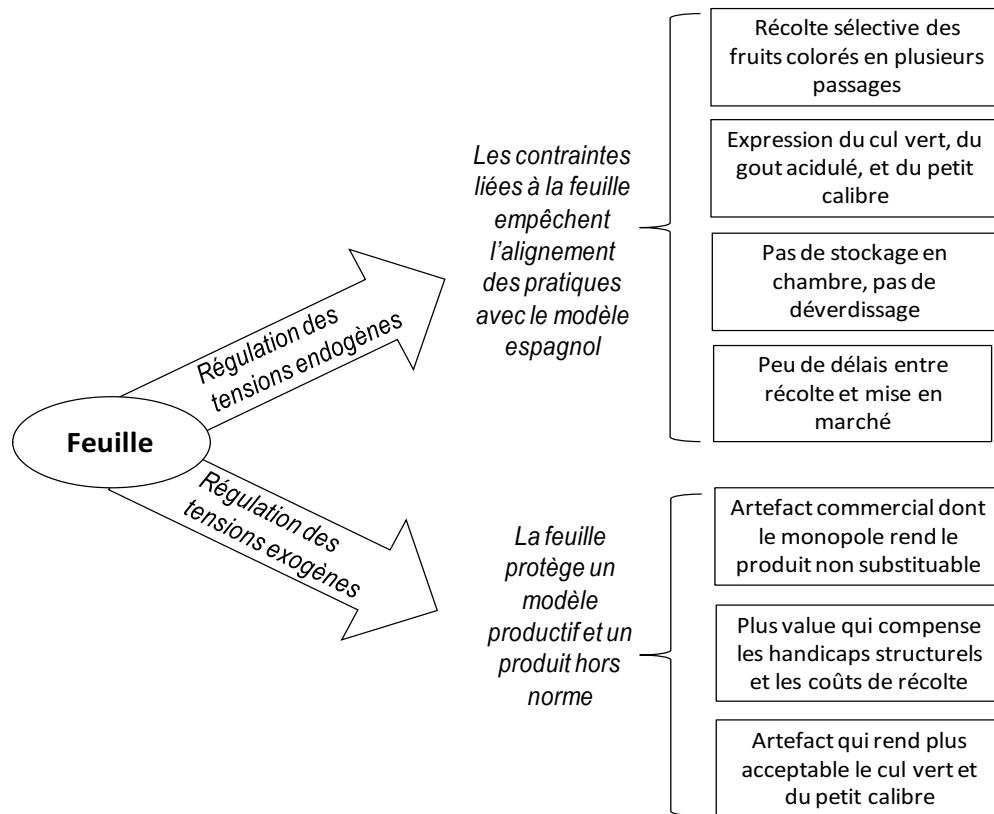 Feuille
Régulation des
tensions endogènes
Les contraintes
liées à la feuille
empêchent
l’alignement
des pratiques
avec le modèle
espagnol
Récolte sélective des
fruits colorés en plusieurs
passages
Expression du cul vert, du
gout acidulé, et du petit
calibre
Pas de stockage en
chambre, pas de
déverdissage
Peu de délais entre
récolte et mise en
marché
Régulation des
tensions exogènes
La feuille
protège un
modèle
productif et un
produit hors
norme
Artefact commercial dont
le monopole rend le
produit non substituable
Plus value qui compense
les handicaps structurels
et les coûts de récolte
Artefact qui rend plus
acceptable le cul vert et
du petit calibre